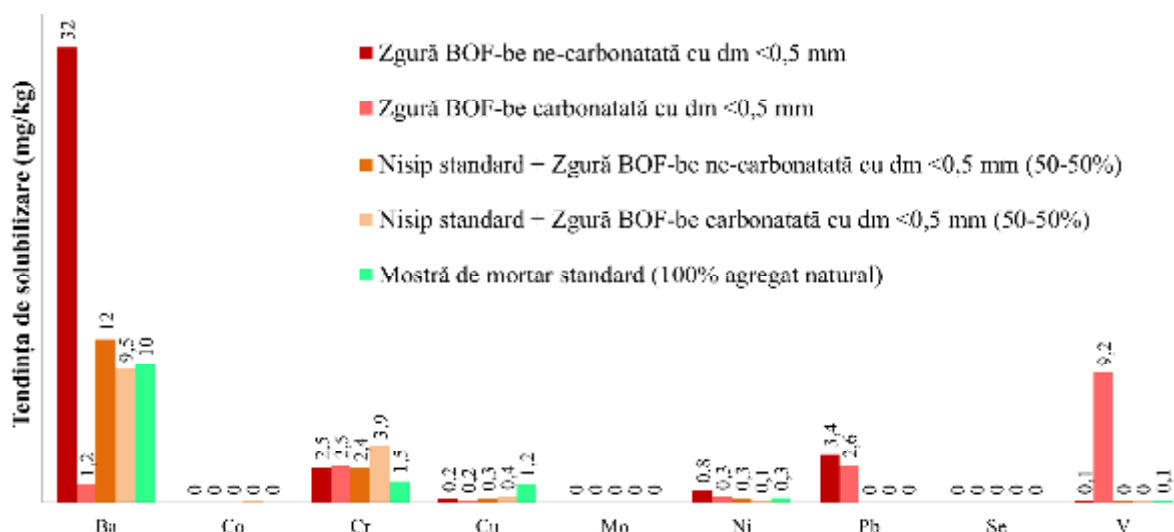 Tendința de solubilizare (mg/kg)
Zgură BOF-be ne-carbonatată cu dm <0,5 mm
Zgură BOF-be carbonatată cu dm <0,5 mm
Nisip standard + Zgură BOF-be ne-carbonatată cu dm <0,5 mm (50-50%)
Nisip standard + Zgură BOF-be carbonatată cu dm <0,5 mm (50-50%)
Mostră de mortar standard (100% agregat natural)
32 1,2 12 9,5 10
0 0 0 0 0
2,5 2,5 2,4 3,9 1,5
0,2 0,2 0,3 0,4 1,2
0 0 0 0 0
0,8 0,3 0,3 0,1 0,3
3,4 2,6 0 0 0
0 0 0 0 0
0,1 9,2 0 0 0,1
Ba Co Cr Cu Mo Ni Pb Se V